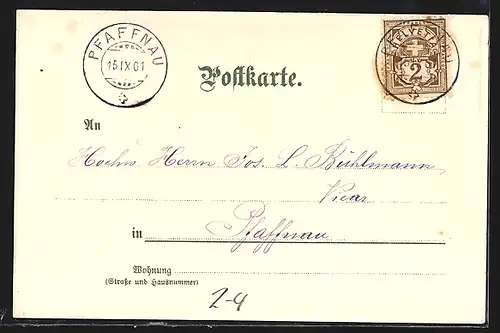 PFAFFNAU
15 IX 01
HELVETIA
2
Postkarte.
An
Hochw. Herrn Jos. L. Bühlmann,
Vicar
in Pfaffnau
Wohnung
(Straße und Hausnummer)
2-4